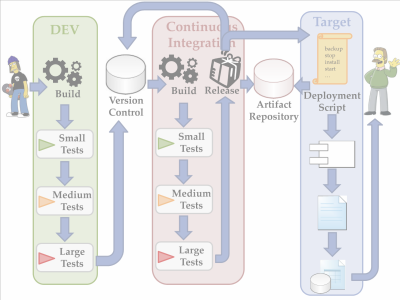 DEV
Build
Small
Tests
Medium
Tests
Large
Tests
Version
Control
Continuous
Integration
Build
Release
Small
Tests
Medium
Tests
Large
Tests
Artifact
Repository
Target
backup
stop
install
start
...
Deployment
Script